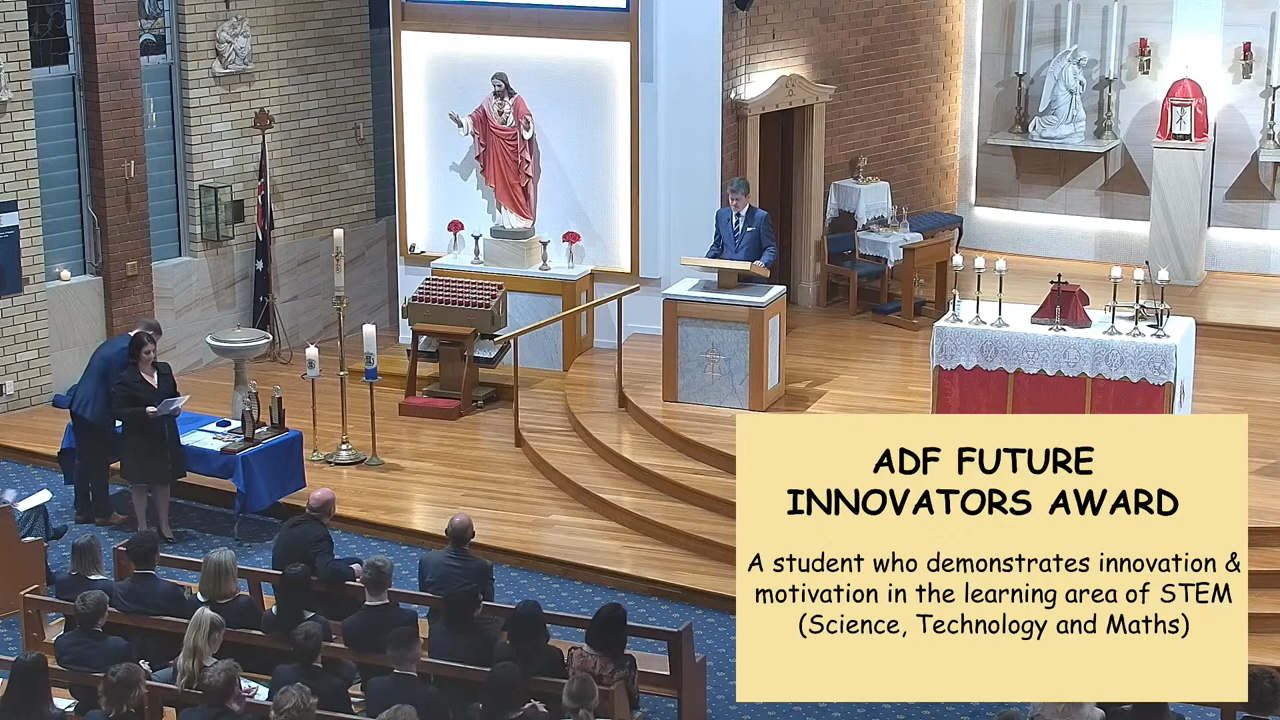 ADF FUTURE
INNOVATORS AWARD
A student who demonstrates innovation &
motivation in the learning area of STEM
(Science, Technology and Maths)